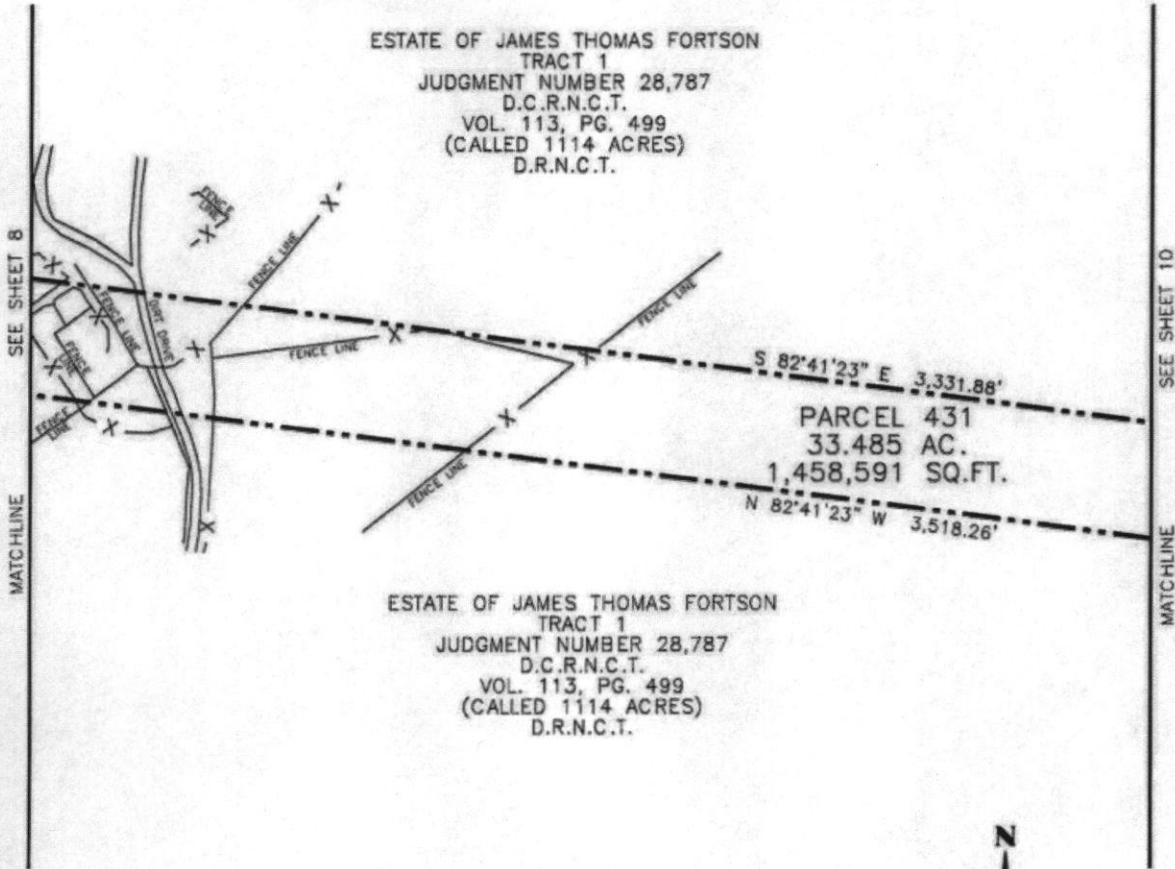 ESTATE OF JAMES THOMAS FORTSON
TRACT 1
JUDGMENT NUMBER 28,787
D.C.R.N.C.T.
VOL. 113, PG. 499
(CALLED 1114 ACRES)
D.R.N.C.T.
SEE SHEET 8
MATCHLINE
SEE SHEET 10
MATCHLINE
FENCE
LINE
FENCE LINE
FENCE LINE
FENCE LINE
FENCE LINE
DIRT DRIVE
FENCE
LINE
FENCE
LINE
FENCE LINE
S 82°41'23" E 3,331.88'
PARCEL 431
33.485 AC.
1,458,591 SQ.FT.
N 82°41'23" W 3,518.26'
ESTATE OF JAMES THOMAS FORTSON
TRACT 1
JUDGMENT NUMBER 28,787
D.C.R.N.C.T.
VOL. 113, PG. 499
(CALLED 1114 ACRES)
D.R.N.C.T.
N